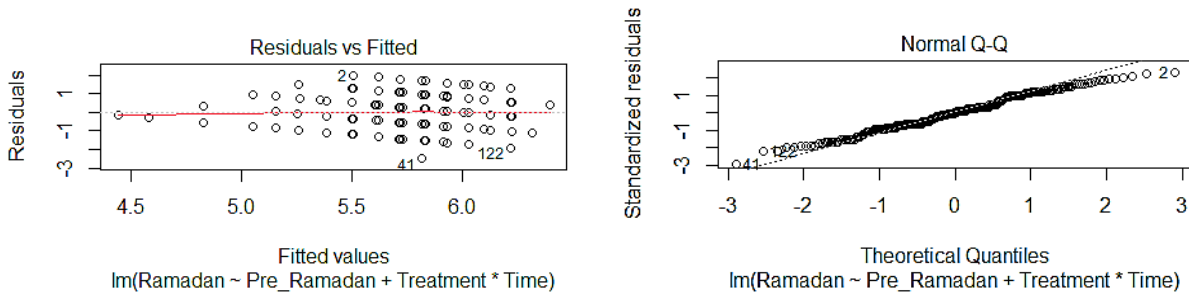 Residuals vs Fitted
Residuals
1
-1
-3
2
41
122
4.5 5.0 5.5 6.0
Fitted values
lm(Ramadan ~ Pre_Ramadan + Treatment * Time)
Normal Q-Q
Standardized residuals
1
-1
-3
2
41
-3 -2 -1 0 1 2 3
Theoretical Quantiles
lm(Ramadan ~ Pre_Ramadan + Treatment * Time)